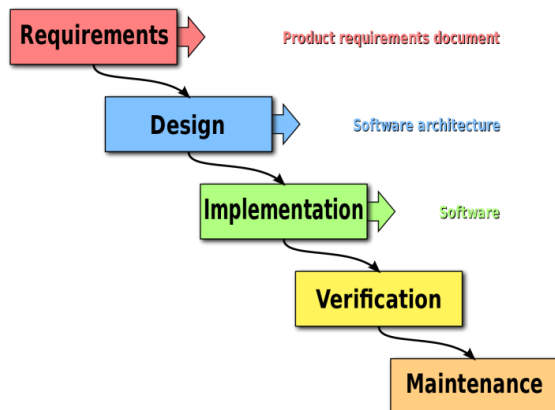 Requirements
Product requirements document
Design
Software architecture
Implementation
Software
Verification
Maintenance